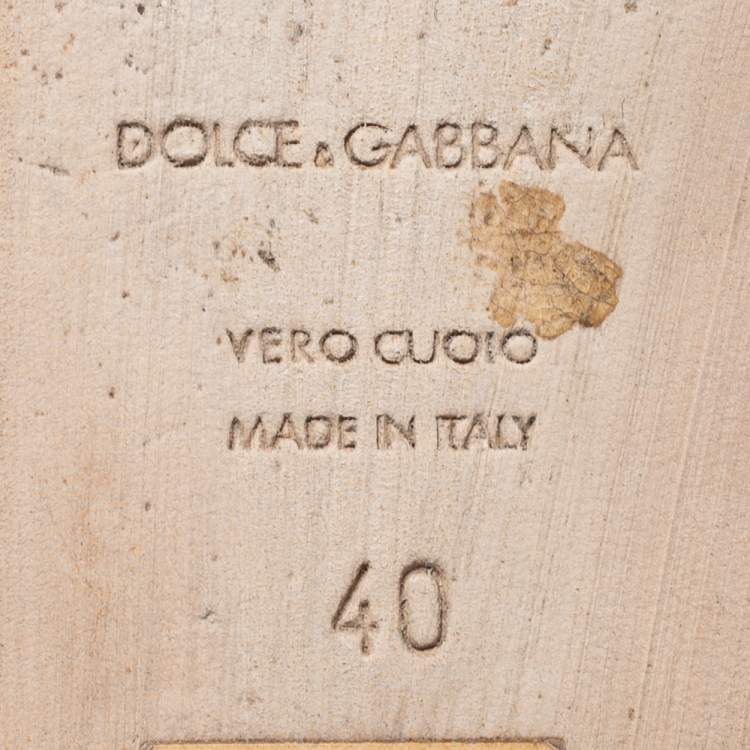 DOLCE & GABBANA
VERO CUOIO
MADE IN ITALY
40